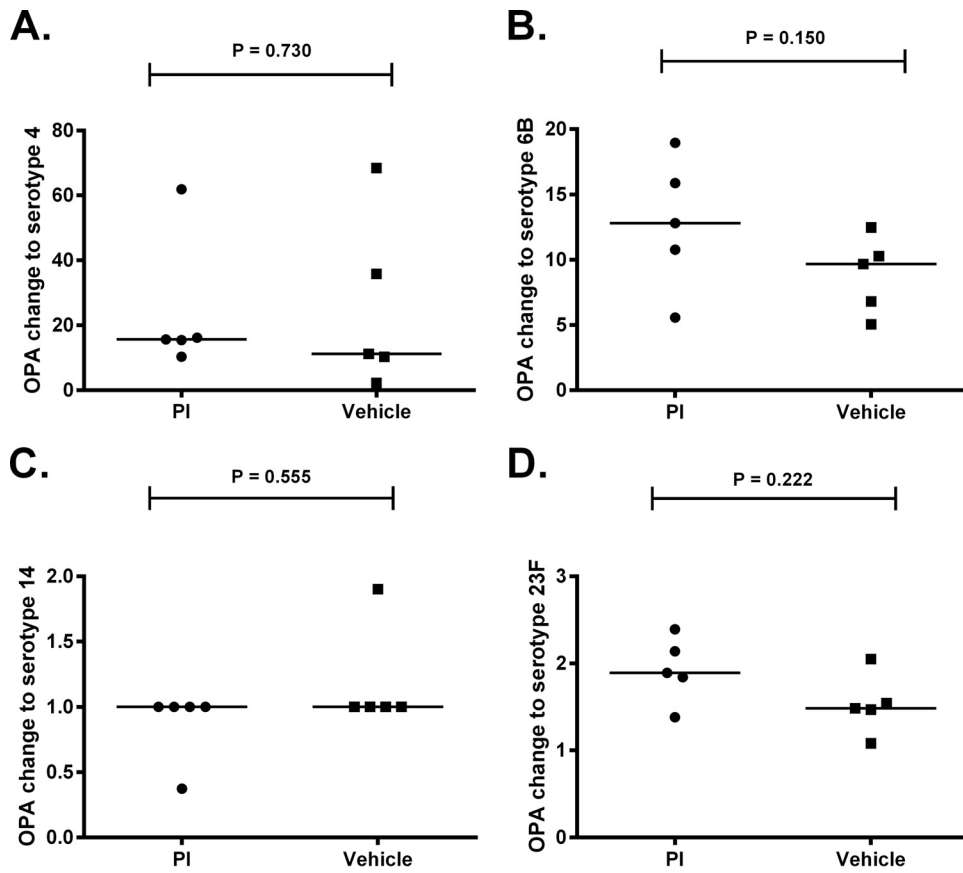 A.
P = 0.730
OPA change to serotype 4
80
60
40
20
0
PI
Vehicle
B.
P = 0.150
OPA change to serotype 6B
20
15
10
5
0
PI
Vehicle
C.
P = 0.555
OPA change to serotype 14
2.0
1.5
1.0
0.5
0.0
PI
Vehicle
D.
P = 0.222
OPA change to serotype 23F
3
2
1
0
PI
Vehicle